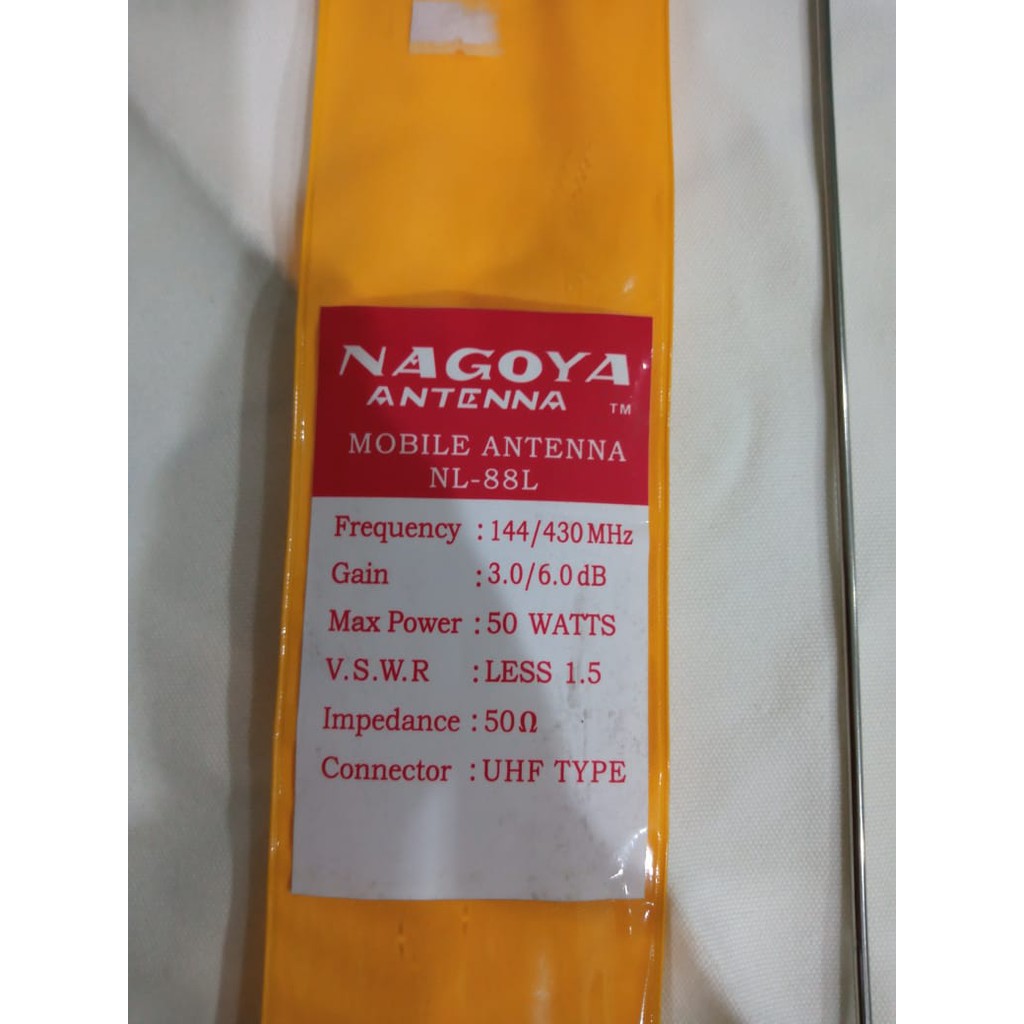 NAGOYA
ANTENNA ™
MOBILE ANTENNA
NL-88L
Frequency : 144/430 MHz
Gain : 3.0/6.0 dB
Max Power : 50 WATTS
V.S.W.R : LESS 1.5
Impedance : 50Ω
Connector : UHF TYPE